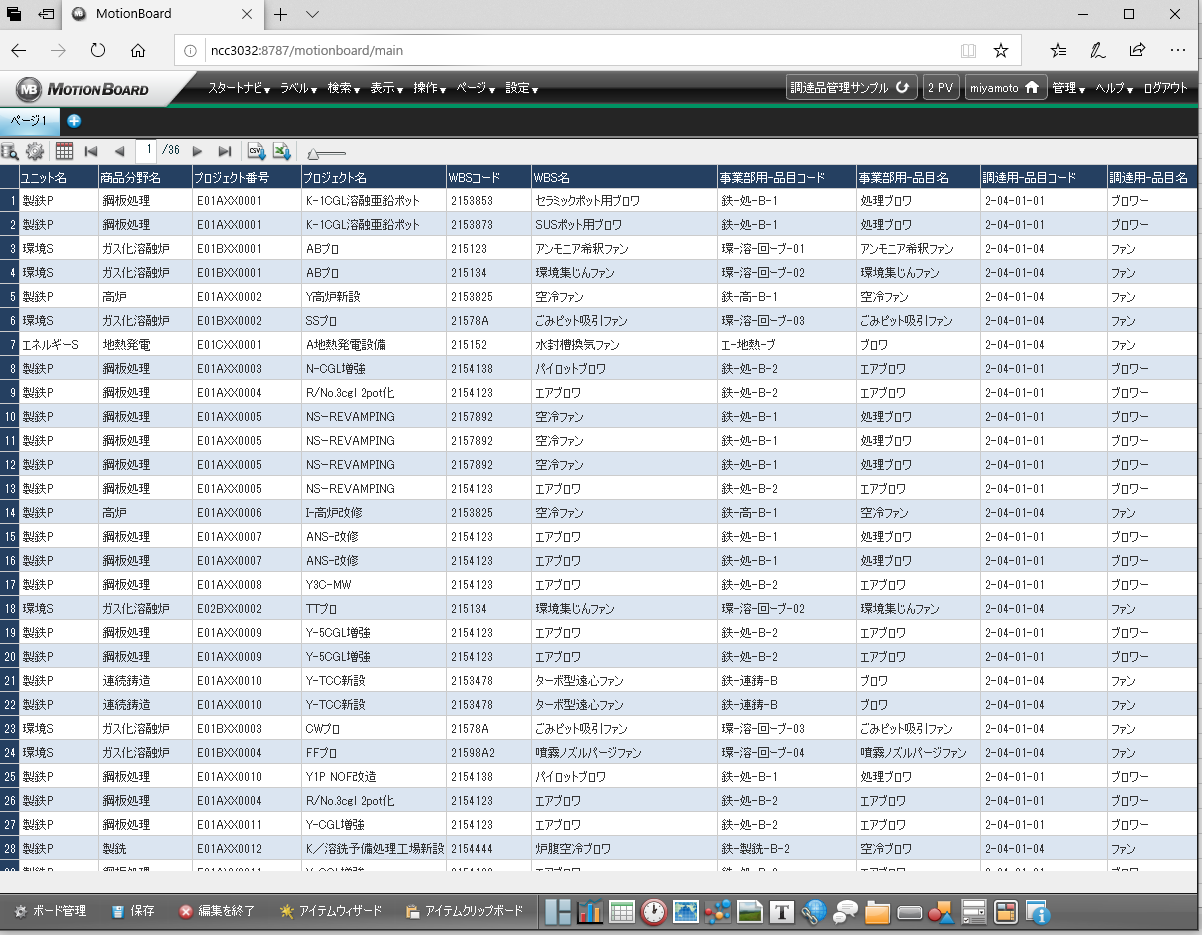 MotionBoard
ncc3032:8787/motionboard/main
MB MOTIONBOARD スタートナビ▼ ラベル▼ 検索▼ 表示▼ 操作▼ ページ▼ 設定▼ 調達品管理サンプル 2 PV miyamoto 管理▼ ヘルプ▼ ログアウト
ページ1
1 /36 CSV
ユニット名 商品分野名 プロジェクト番号 プロジェクト名 WBSコード WBS名 事業部用-品目コード 事業部用-品目名 調達用-品目コード 調達用-品目名
1 製鉄P 鋼板処理 E01AXX0001 K-1CGL溶融亜鉛ポット 2153853 セラミックポット用ブロワ 鉄-処-B-1 処理ブロワ 2-04-01-01 ブロワー
2 製鉄P 鋼板処理 E01AXX0001 K-1CGL溶融亜鉛ポット 2153873 SUSポット用ブロワ 鉄-処-B-1 処理ブロワ 2-04-01-01 ブロワー
3 環境S ガス化溶融炉 E01BXX0001 ABプロ 215123 アンモニア希釈ファン 環-溶-回-ブ-01 アンモニア希釈ファン 2-04-01-04 ファン
4 環境S ガス化溶融炉 E01BXX0001 ABプロ 215134 環境集じんファン 環-溶-回-ブ-02 環境集じんファン 2-04-01-04 ファン
5 製鉄P 高炉 E01AXX0002 Y高炉新設 2153825 空冷ファン 鉄-高-B-1 空冷ファン 2-04-01-04 ファン
6 環境S ガス化溶融炉 E01BXX0002 SSプロ 21578A ごみピット吸引ファン 環-溶-回-ブ-03 ごみピット吸引ファン 2-04-01-04 ファン
7 エネルギーS 地熱発電 E01CXX0001 A地熱発電設備 215152 水封槽換気ファン エ-地熱-ブ ブロワ 2-04-01-04 ファン
8 製鉄P 鋼板処理 E01AXX0003 N-CGL増強 2154138 パイロットブロワ 鉄-処-B-2 エアブロワ 2-04-01-01 ブロワー
9 製鉄P 鋼板処理 E01AXX0004 R/No.3cgl 2pot化 2154123 エアブロワ 鉄-処-B-2 エアブロワ 2-04-01-01 ブロワー
10 製鉄P 鋼板処理 E01AXX0005 NS-REVAMPING 2157892 空冷ファン 鉄-処-B-1 処理ブロワ 2-04-01-01 ブロワー
11 製鉄P 鋼板処理 E01AXX0005 NS-REVAMPING 2157892 空冷ファン 鉄-処-B-1 処理ブロワ 2-04-01-01 ブロワー
12 製鉄P 鋼板処理 E01AXX0005 NS-REVAMPING 2157892 空冷ファン 鉄-処-B-1 処理ブロワ 2-04-01-01 ブロワー
13 製鉄P 鋼板処理 E01AXX0005 NS-REVAMPING 2154123 エアブロワ 鉄-処-B-2 エアブロワ 2-04-01-01 ブロワー
14 製鉄P 高炉 E01AXX0006 I-高炉改修 2153825 空冷ファン 鉄-高-B-1 空冷ファン 2-04-01-04 ファン
15 製鉄P 鋼板処理 E01AXX0007 ANS-改修 2154123 エアブロワ 鉄-処-B-1 処理ブロワ 2-04-01-01 ブロワー
16 製鉄P 鋼板処理 E01AXX0007 ANS-改修 2154123 エアブロワ 鉄-処-B-1 処理ブロワ 2-04-01-01 ブロワー
17 製鉄P 鋼板処理 E01AXX0008 Y3C-MW 2154123 エアブロワ 鉄-処-B-2 エアブロワ 2-04-01-01 ブロワー
18 環境S ガス化溶融炉 E02BXX0002 TTプロ 215134 環境集じんファン 環-溶-回-ブ-02 環境集じんファン 2-04-01-04 ファン
19 製鉄P 鋼板処理 E01AXX0009 Y-5CGL増強 2154123 エアブロワ 鉄-処-B-2 エアブロワ 2-04-01-01 ブロワー
20 製鉄P 鋼板処理 E01AXX0009 Y-5CGL増強 2154123 エアブロワ 鉄-処-B-2 エアブロワ 2-04-01-01 ブロワー
21 製鉄P 連続鋳造 E01AXX0010 Y-TCC新設 2153478 ターボ型遠心ファン 鉄-連鋳-B ブロワ 2-04-01-04 ファン
22 製鉄P 連続鋳造 E01AXX0010 Y-TCC新設 2153478 ターボ型遠心ファン 鉄-連鋳-B ブロワ 2-04-01-04 ファン
23 環境S ガス化溶融炉 E01BXX0003 CWプロ 21578A ごみピット吸引ファン 環-溶-回-ブ-03 ごみピット吸引ファン 2-04-01-04 ファン
24 環境S ガス化溶融炉 E01BXX0004 FFプロ 21598A2 噴霧ノズルパージファン 環-溶-回-ブ-04 噴霧ノズルパージファン 2-04-01-04 ファン
25 製鉄P 鋼板処理 E01AXX0010 Y1P NOF改造 2154138 パイロットブロワ 鉄-処-B-1 処理ブロワ 2-04-01-01 ブロワー
26 製鉄P 鋼板処理 E01AXX0004 R/No.3cgl 2pot化 2154123 エアブロワ 鉄-処-B-2 エアブロワ 2-04-01-01 ブロワー
27 製鉄P 鋼板処理 E01AXX0011 Y-CGL増強 2154123 エアブロワ 鉄-処-B-2 エアブロワ 2-04-01-01 ブロワー
28 製鉄P 製銑 E01AXX0012 K/溶銑予備処理工場新設 2154444 炉腹空冷ブロワ 鉄-製銑-B-2 空冷ブロワ 2-04-01-04 ファン
ボード管理 保存 編集を終了 アイテムウィザード アイテムクリップボード T